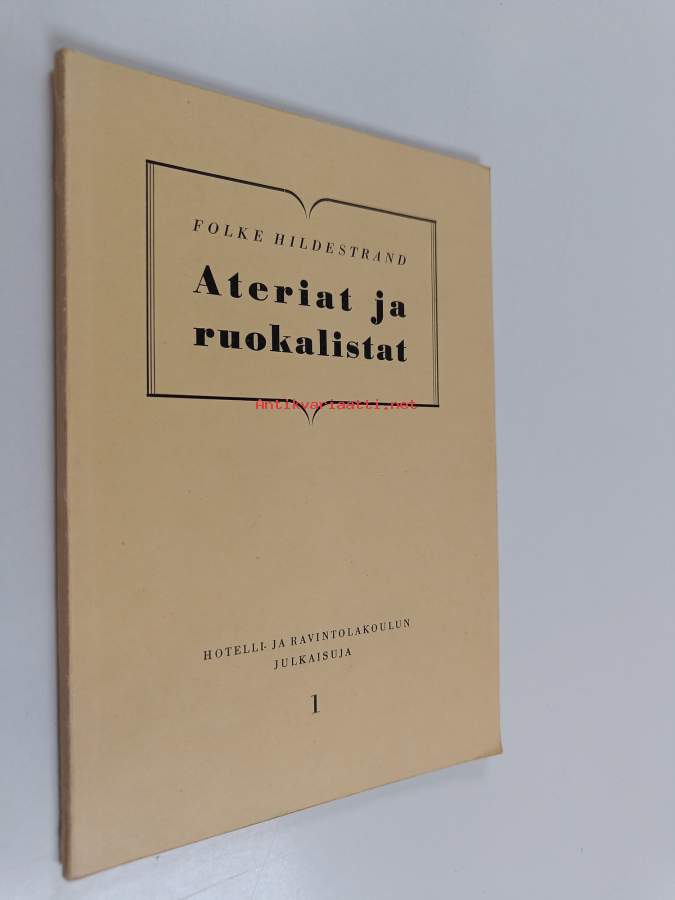 FOLKE HILDESTRAND
Ateriat ja
ruokalistat
Antikvariaatti.net
HOTELLI- JA RAVINTOLAKOULUN
JULKAISUJA
1